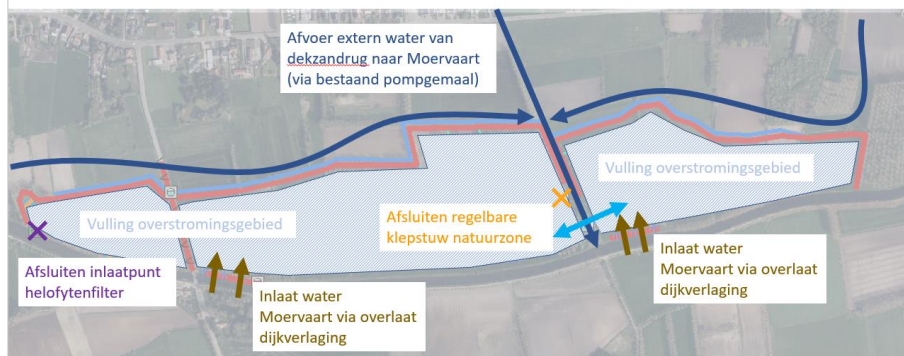 Afvoer extern water van
dekzandrug naar Moervaart
(via bestaand pompgemaal)
Vulling overstromingsgebied
Vulling overstromingsgebied
Afsluiten regelbare
klepstuw natuurzone
Afsluiten inlaatpunt
helofytenfilter
Inlaat water
Moervaart via overlaat
dijkverlaging
Inlaat water
Moervaart via overlaat
dijkverlaging